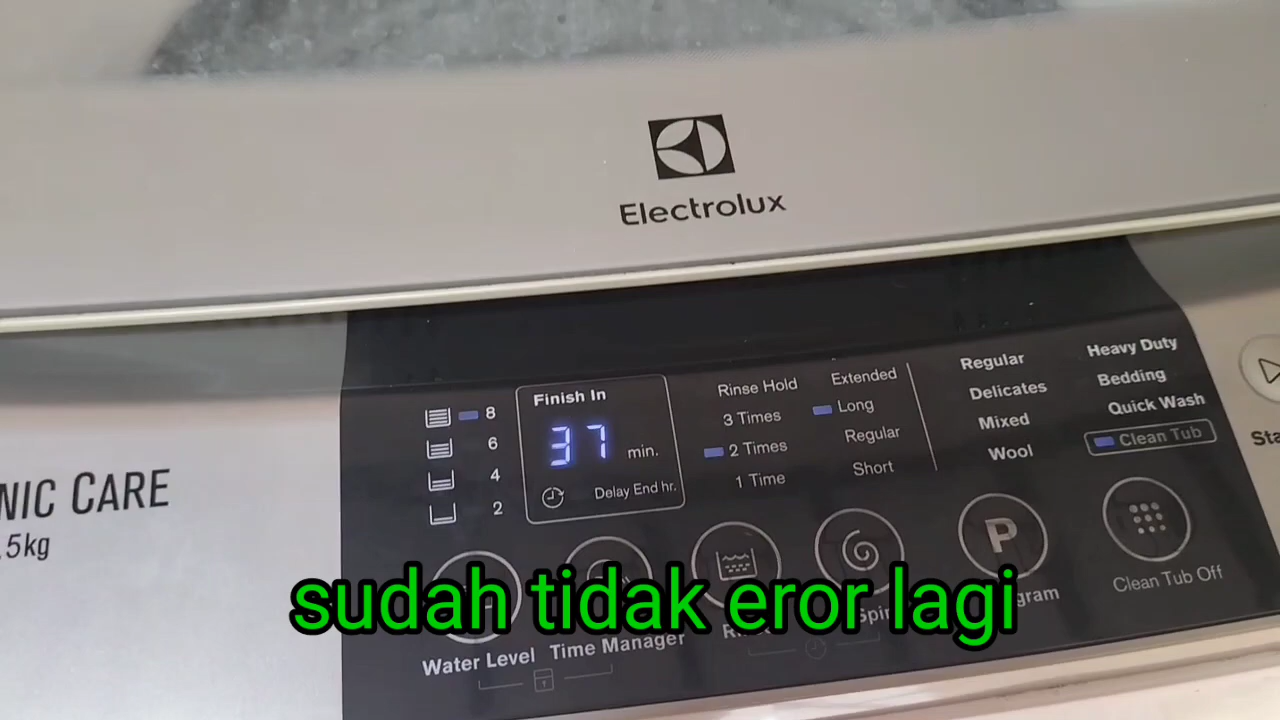 Electrolux
NIC CARE
.5kg
8
6
4
2
Finish In
37 min.
Delay End hr.
Rinse Hold
3 Times
2 Times
1 Time
Extended
Long
Regular
Short
Regular
Delicates
Mixed
Wool
Heavy Duty
Bedding
Quick Wash
Clean Tub
P
Clean Tub Off
sudah tidak eror lagi
Water Level
Time Manager